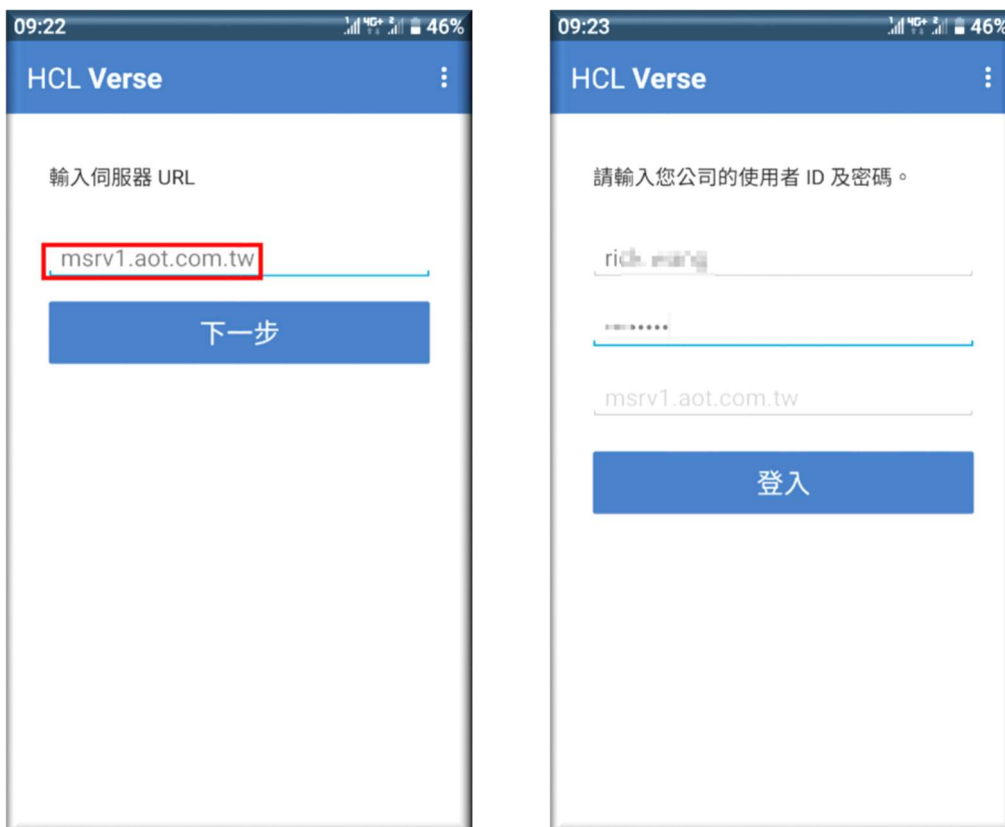 09:22
4G+ 46%
HCL Verse
輸入伺服器 URL
msrv1.aot.com.tw
下一步
09:23
4G+ 46%
HCL Verse
請輸入您公司的使用者 ID 及密碼。
msrv1.aot.com.tw
登入